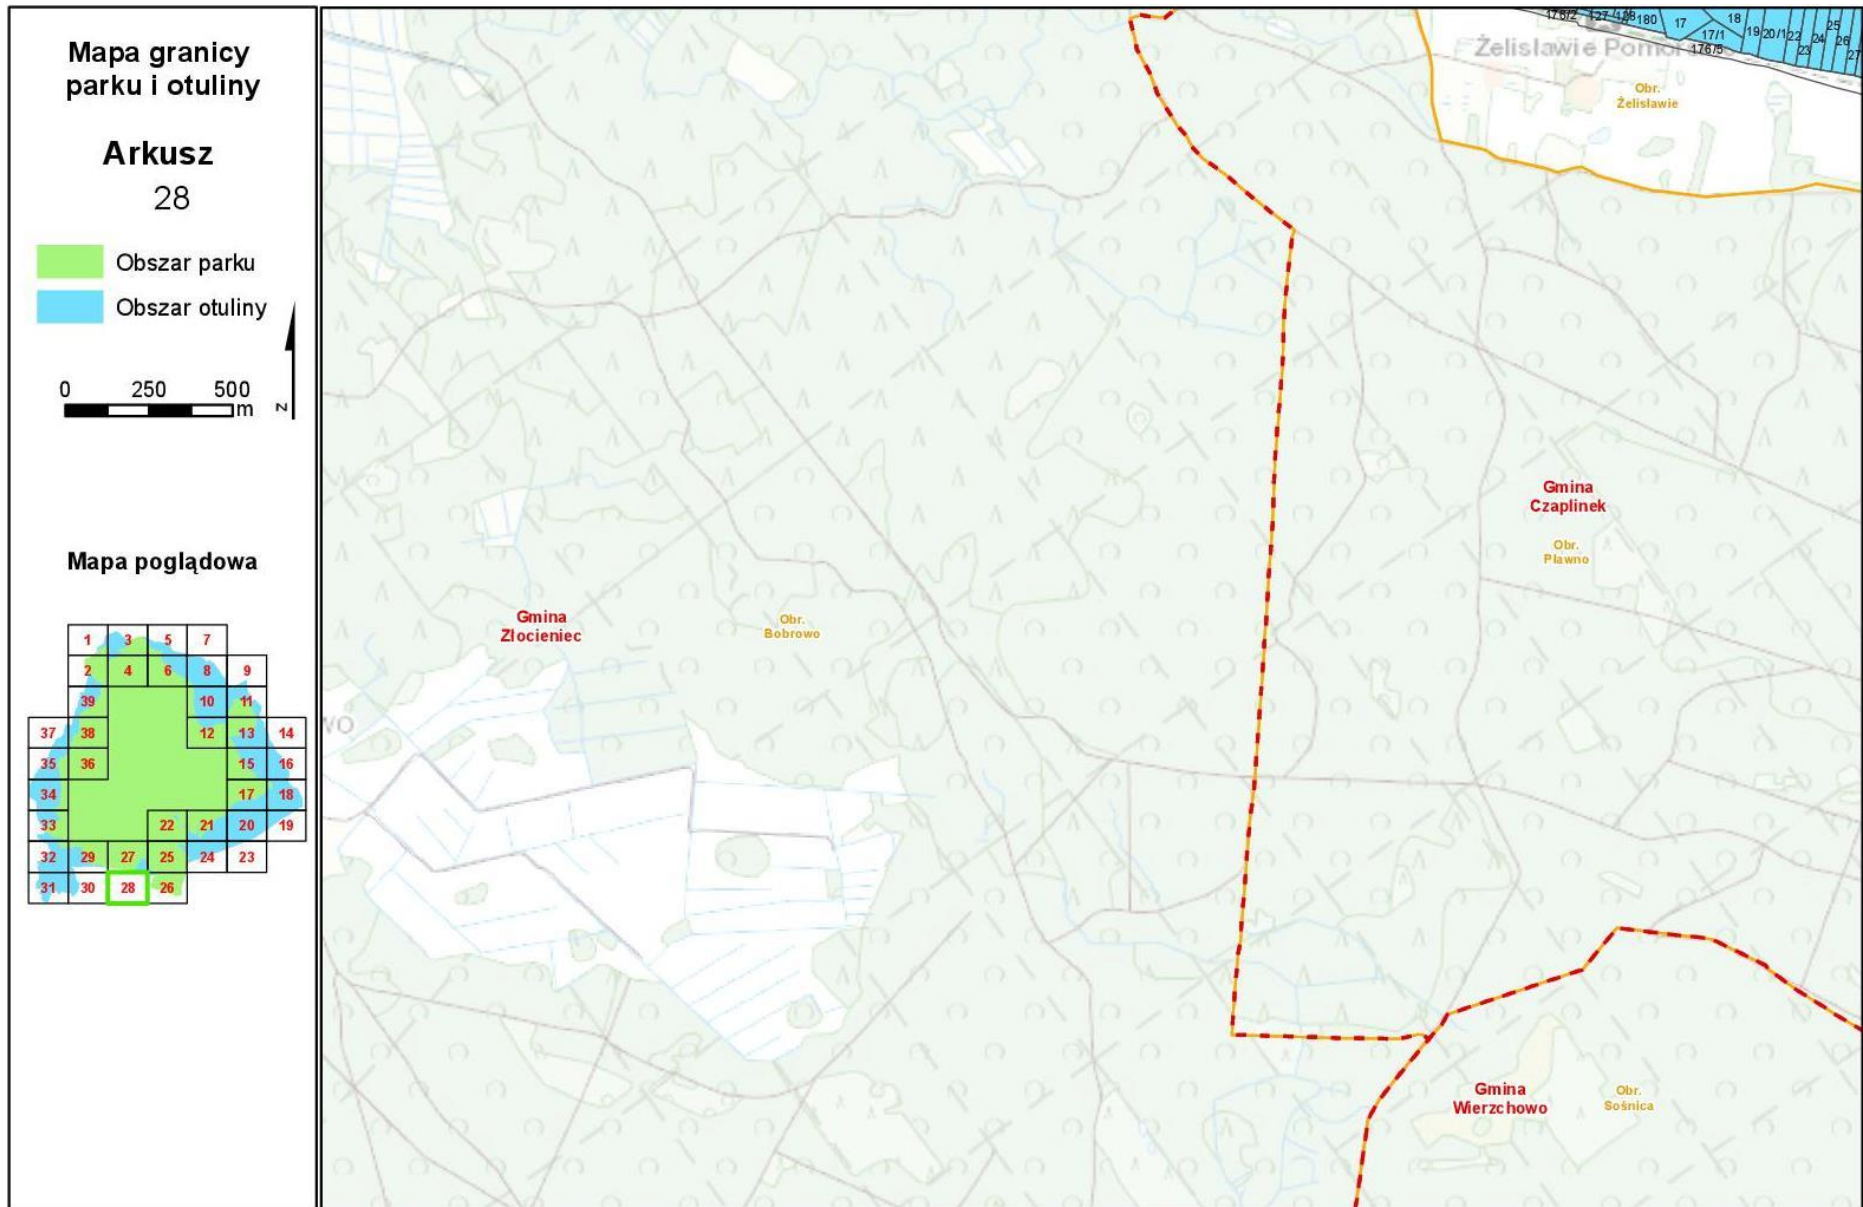 Mapa granicy
parku i otuliny
Arkusz
28
Obszar parku
Obszar otuliny
0 250 500
m
N
Mapa poglądowa
1 3 5 7
2 4 6 8 9
39 10 11
37 38 12 13 14
35 36 15 16
34 17 18
33 22 21 20 19
32 29 27 25 24 23
31 30 28 26
176/2 127 128 180 17 18 25
17/1 19 20/1 22 24 26
176/5 23 27
Żelisławie Pomor
Obr.
Żelisławie
Gmina
Czaplinek
Obr.
Pławno
Gmina
Złocieniec
Obr.
Bobrowo
WO
Gmina
Wierzchowo
Obr.
Sośnica